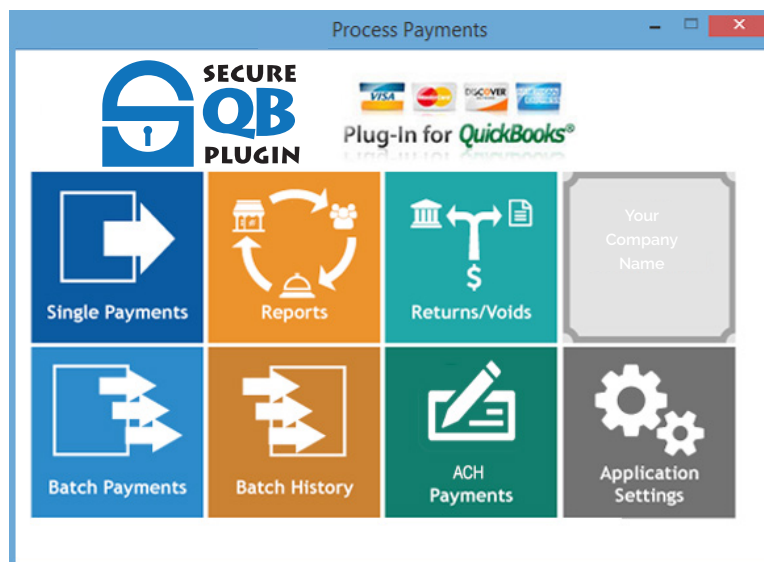 Process Payments
SECURE
QB
PLUGIN
VISA
DISCOVER
Plug-In for QuickBooks®
Single Payments
Reports
$
Returns/Voids
Your
Company
Name
Batch Payments
Batch History
ACH
Payments
Application
Settings